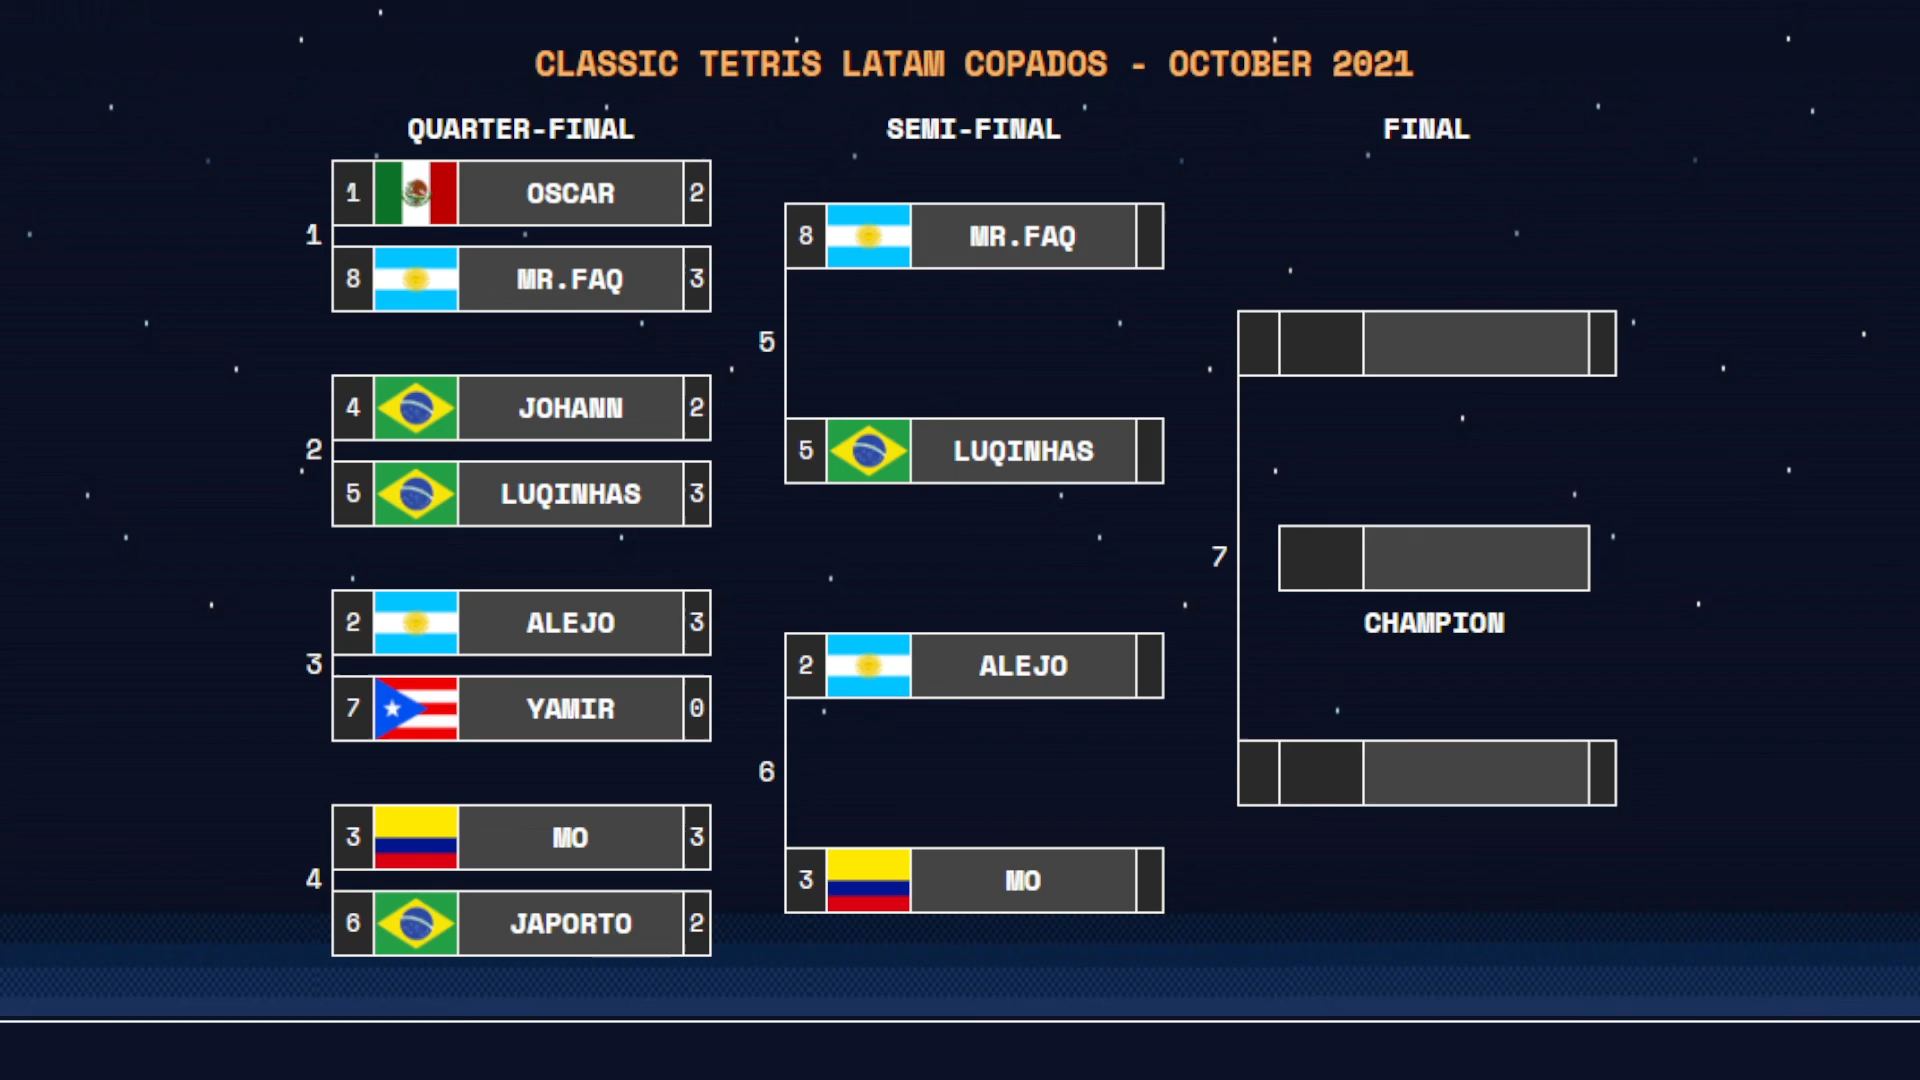 CLASSIC TETRIS LATAM COPADOS - OCTOBER 2021
QUARTER-FINAL
1
1 OSCAR 2
8 MR.FAQ 3
2
4 JOHANN 2
5 LUQINHAS 3
3
2 ALEJO 3
7 YAMIR 0
4
3 MO 3
6 JAPORTO 2
SEMI-FINAL
5
8 MR.FAQ
5 LUQINHAS
6
2 ALEJO
3 MO
FINAL
7
CHAMPION